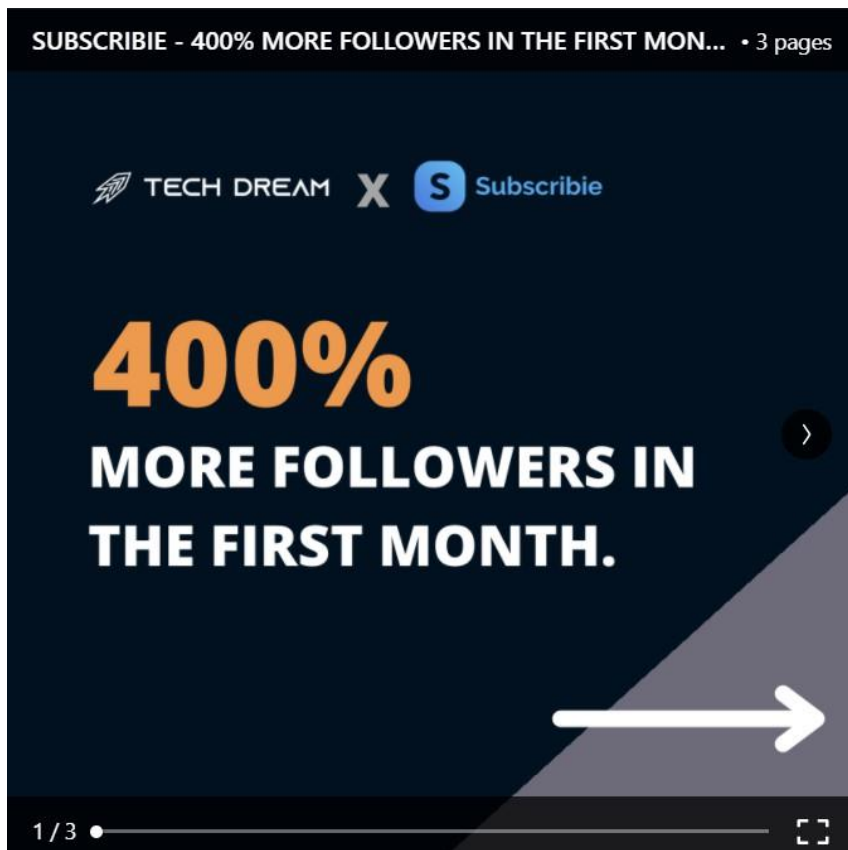 SUBSCRIBIE - 400% MORE FOLLOWERS IN THE FIRST MON... • 3 pages
TECH DREAM X S Subscribie
400%
MORE FOLLOWERS IN
THE FIRST MONTH.
1 / 3